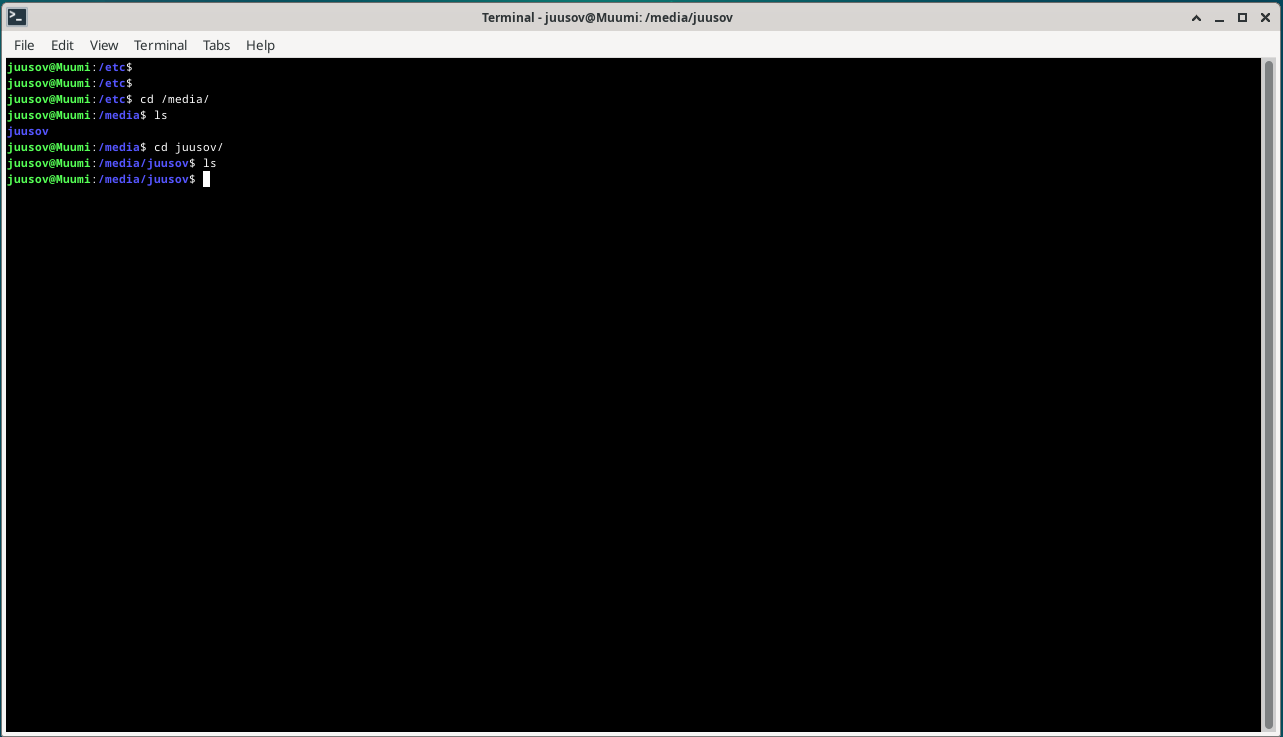 Terminal - juusov@Muumi: /media/juusov
File Edit View Terminal Tabs Help
juusov@Muumi:/etc$
juusov@Muumi:/etc$
juusov@Muumi:/etc$ cd /media/
juusov@Muumi:/media$ ls
juusov
juusov@Muumi:/media$ cd juusov/
juusov@Muumi:/media/juusov$ ls
juusov@Muumi:/media/juusov$